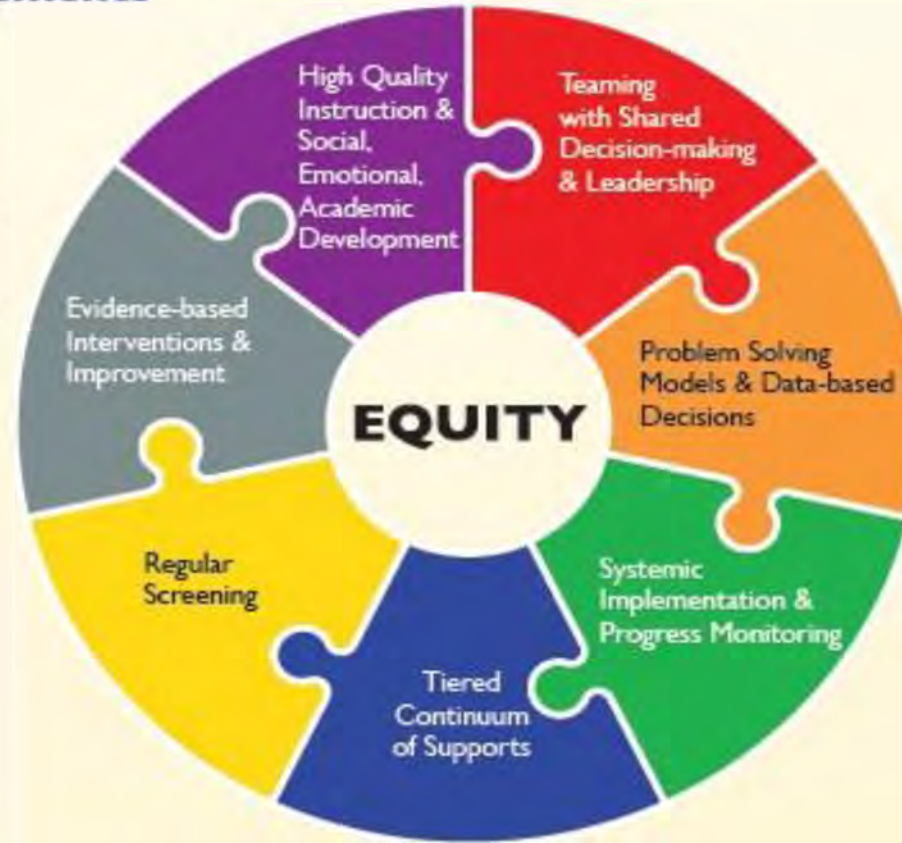 High Quality
Instruction &
Social,
Emotional,
Academic
Development
Teaming
with Shared
Decision-making
& Leadership
Evidence-based
Interventions &
Improvement
Problem Solving
Models & Data-based
Decisions
EQUITY
Regular
Screening
Systemic
Implementation &
Progress Monitoring
Tiered
Continuum
of Supports